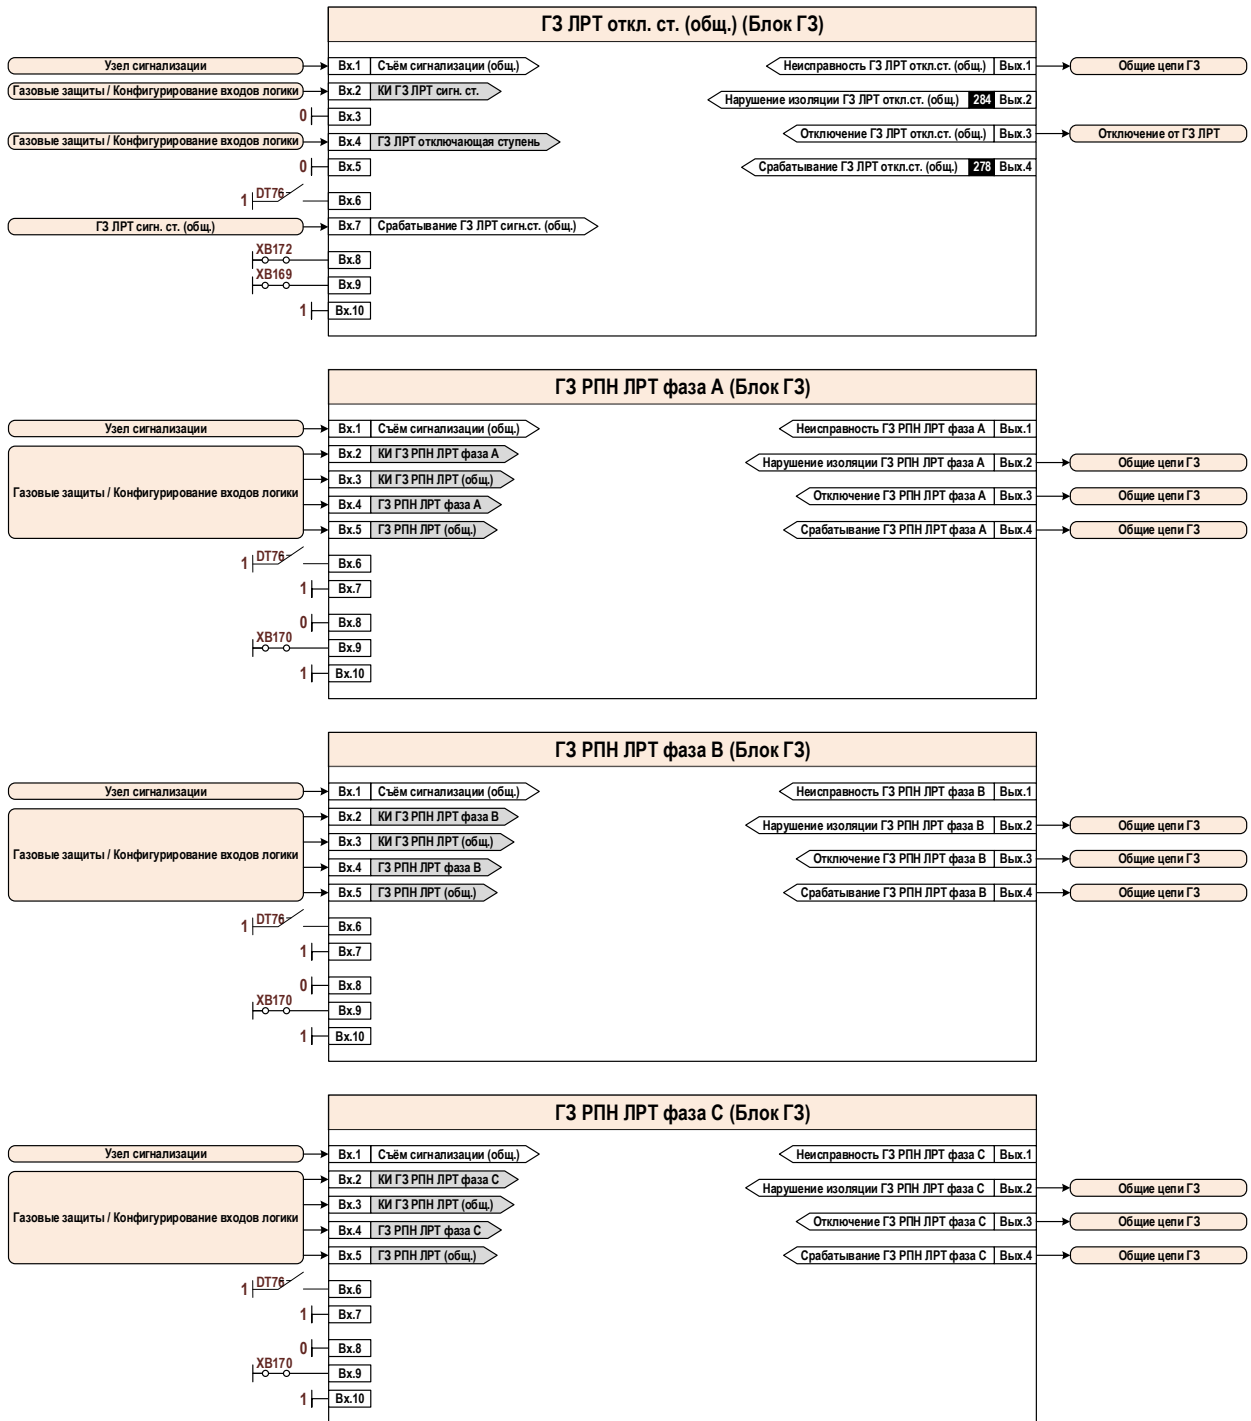 ГЗ ЛРТ откл. ст. (общ.) (Блок ГЗ)
Узел сигнализации Вх.1 Съём сигнализации (общ.) Неисправность ГЗ ЛРТ откл.ст. (общ.) Вых.1 Общие цепи ГЗ
Газовые защиты / Конфигурирование входов логики Вх.2 КИ ГЗ ЛРТ сигн. ст. Нарушение изоляции ГЗ ЛРТ откл.ст. (общ.) 284 Вых.2
0 Вх.3
Отключение ГЗ ЛРТ откл.ст. (общ.) Вых.3 Отключение от ГЗ ЛРТ
Газовые защиты / Конфигурирование входов логики Вх.4 ГЗ ЛРТ отключающая ступень
0 Вх.5 Срабатывание ГЗ ЛРТ откл.ст. (общ.) 278 Вых.4
1 DT76 Вх.6
ГЗ ЛРТ сигн. ст. (общ.) Вх.7 Срабатывание ГЗ ЛРТ сигн.ст. (общ.)
XB172 Вх.8
XB169 Вх.9
1 Вх.10
ГЗ РПН ЛРТ фаза А (Блок ГЗ)
Узел сигнализации Вх.1 Съём сигнализации (общ.) Неисправность ГЗ РПН ЛРТ фаза А Вых.1
Вх.2 КИ ГЗ РПН ЛРТ фаза А Нарушение изоляции ГЗ РПН ЛРТ фаза А Вых.2 Общие цепи ГЗ
Газовые защиты / Конфигурирование входов логики Вх.3 КИ ГЗ РПН ЛРТ (общ.)
Вх.4 ГЗ РПН ЛРТ фаза А Отключение ГЗ РПН ЛРТ фаза А Вых.3 Общие цепи ГЗ
Вх.5 ГЗ РПН ЛРТ (общ.) Срабатывание ГЗ РПН ЛРТ фаза А Вых.4 Общие цепи ГЗ
1 DT76 Вх.6
1 Вх.7
0 Вх.8
XB170 Вх.9
1 Вх.10
ГЗ РПН ЛРТ фаза В (Блок ГЗ)
Узел сигнализации Вх.1 Съём сигнализации (общ.) Неисправность ГЗ РПН ЛРТ фаза В Вых.1
Вх.2 КИ ГЗ РПН ЛРТ фаза В Нарушение изоляции ГЗ РПН ЛРТ фаза В Вых.2 Общие цепи ГЗ
Газовые защиты / Конфигурирование входов логики Вх.3 КИ ГЗ РПН ЛРТ (общ.)
Вх.4 ГЗ РПН ЛРТ фаза В Отключение ГЗ РПН ЛРТ фаза В Вых.3 Общие цепи ГЗ
Вх.5 ГЗ РПН ЛРТ (общ.) Срабатывание ГЗ РПН ЛРТ фаза В Вых.4 Общие цепи ГЗ
1 DT76 Вх.6
1 Вх.7
0 Вх.8
XB170 Вх.9
1 Вх.10
ГЗ РПН ЛРТ фаза С (Блок ГЗ)
Узел сигнализации Вх.1 Съём сигнализации (общ.) Неисправность ГЗ РПН ЛРТ фаза С Вых.1
Вх.2 КИ ГЗ РПН ЛРТ фаза С Нарушение изоляции ГЗ РПН ЛРТ фаза С Вых.2 Общие цепи ГЗ
Газовые защиты / Конфигурирование входов логики Вх.3 КИ ГЗ РПН ЛРТ (общ.)
Вх.4 ГЗ РПН ЛРТ фаза С Отключение ГЗ РПН ЛРТ фаза С Вых.3 Общие цепи ГЗ
Вх.5 ГЗ РПН ЛРТ (общ.) Срабатывание ГЗ РПН ЛРТ фаза С Вых.4 Общие цепи ГЗ
1 DT76 Вх.6
1 Вх.7
0 Вх.8
XB170 Вх.9
1 Вх.10